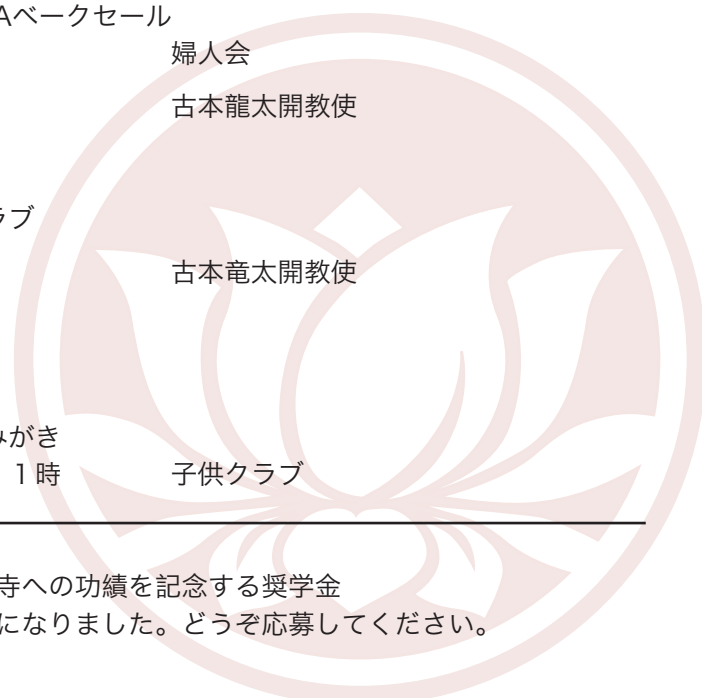 Aベークセール
婦人会
古本龍太開教使
ラブ
古本竜太開教使
みがき
1時 子供クラブ
寺への功績を記念する奨学金
になりました。どうぞ応募してください。